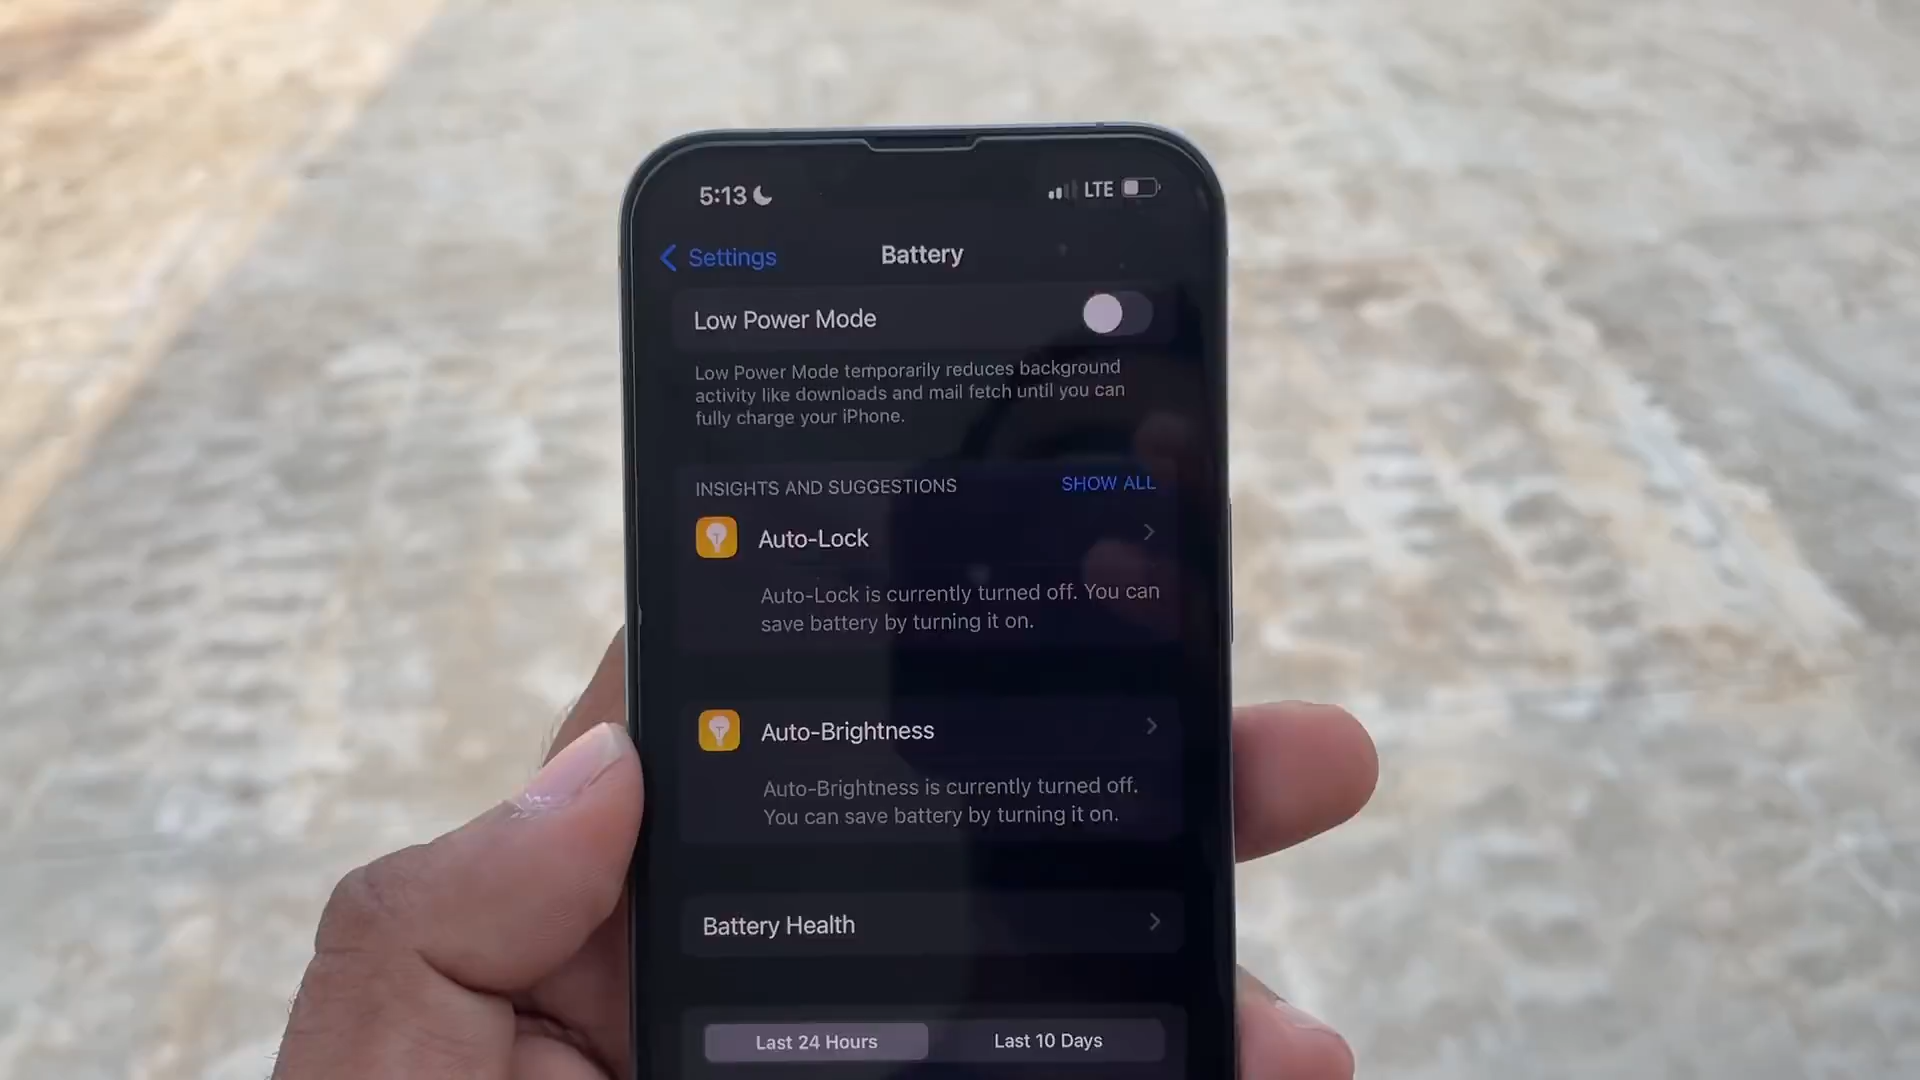 5:13
LTE
Settings
Battery
Low Power Mode
Low Power Mode temporarily reduces background
activity like downloads and mail fetch until you can
fully charge your iPhone.
INSIGHTS AND SUGGESTIONS
SHOW ALL
Auto-Lock
Auto-Lock is currently turned off. You can
save battery by turning it on.
Auto-Brightness
Auto-Brightness is currently turned off.
You can save battery by turning it on.
Battery Health
Last 24 Hours
Last 10 Days